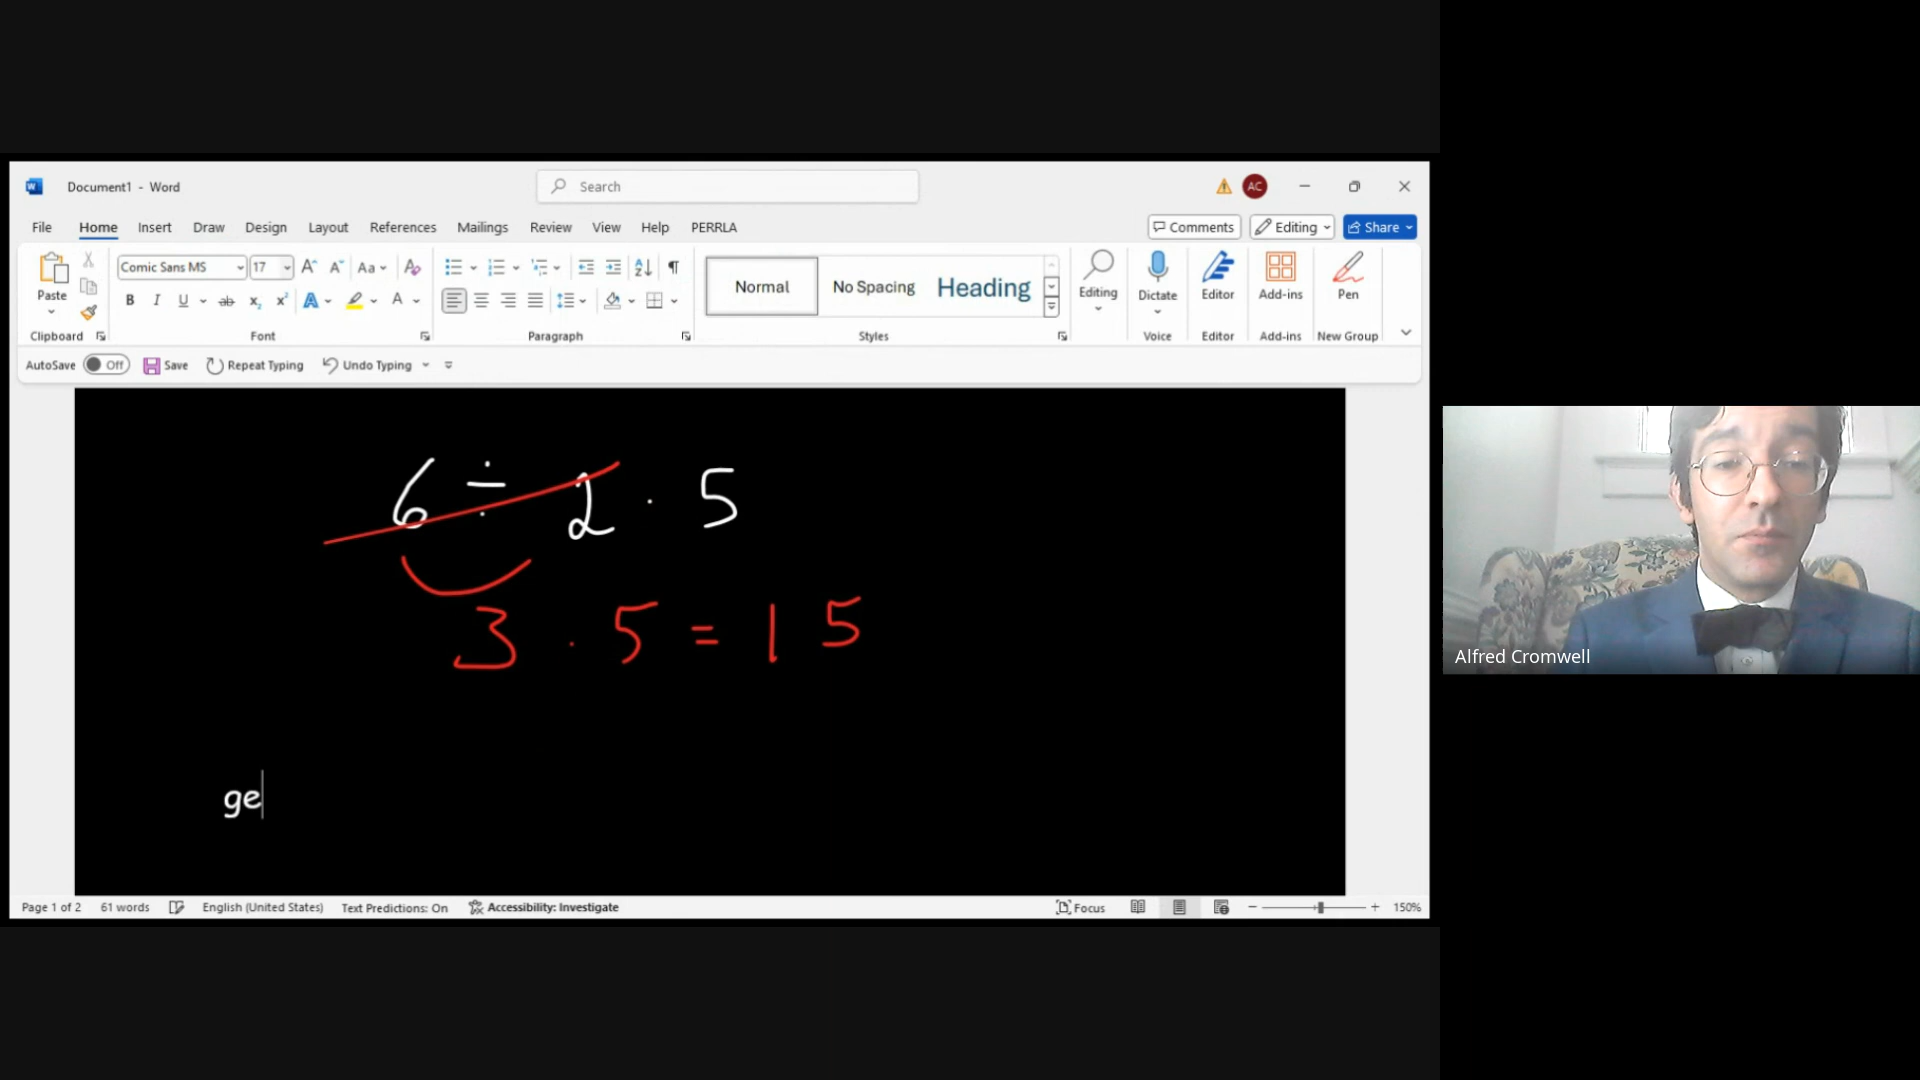 Document1 - Word
Search
AC
File Home Insert Draw Design Layout References Mailings Review View Help PERRLA
Comments Editing Share
Comic Sans MS 17 Aa
Normal No Spacing Heading
Paste
Editing Dictate Editor Add-ins Pen
Clipboard Font Paragraph Styles Voice Editor Add-ins New Group
AutoSave Off Save Repeat Typing Undo Typing
6 ÷ 2 · 5
3 · 5 = 15
ge
Alfred Cromwell
Page 1 of 2 61 words English (United States) Text Predictions: On Accessibility: Investigate Focus 150%